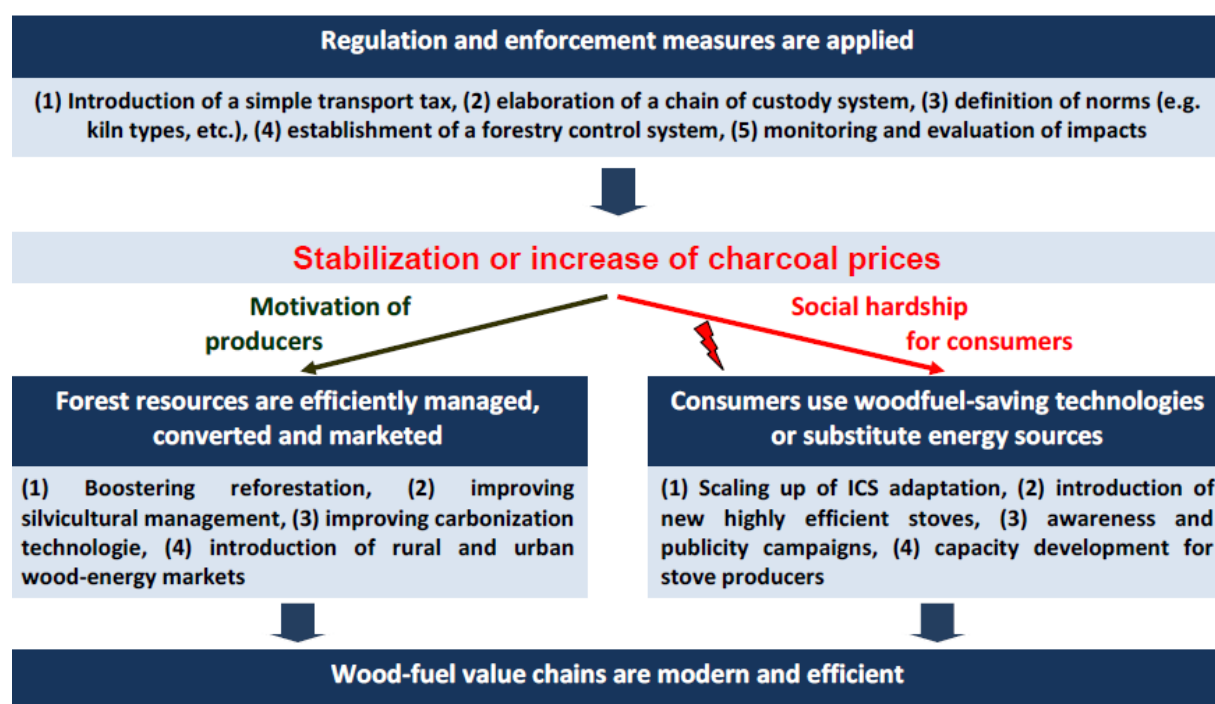 Regulation and enforcement measures are applied
(1) Introduction of a simple transport tax, (2) elaboration of a chain of custody system, (3) definition of norms (e.g.
kiln types, etc.), (4) establishment of a forestry control system, (5) monitoring and evaluation of impacts
Stabilization or increase of charcoal prices
Motivation of
producers
Social hardship
for consumers
Forest resources are efficiently managed,
converted and marketed
(1) Boostering reforestation, (2) improving
silvicultural management, (3) improving carbonization
technologie, (4) introduction of rural and urban
wood-energy markets
Consumers use woodfuel-saving technologies
or substitute energy sources
(1) Scaling up of ICS adaptation, (2) introduction of
new highly efficient stoves, (3) awareness and
publicity campaigns, (4) capacity development for
stove producers
Wood-fuel value chains are modern and efficient